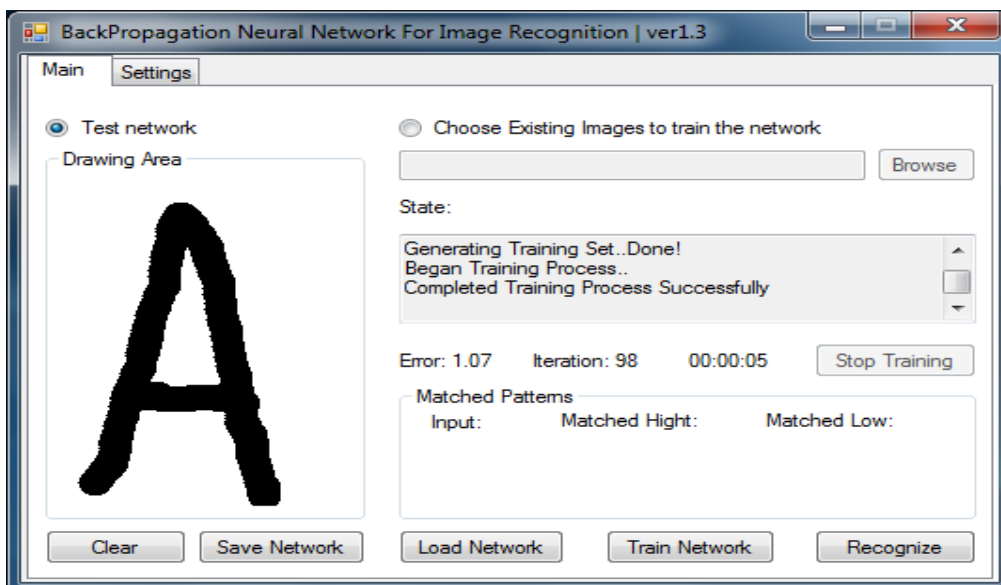 BackPropagation Neural Network For Image Recognition | ver1.3
Main Settings
Test network
Choose Existing Images to train the network
Drawing Area
Browse
State:
Generating Training Set..Done!
Began Training Process..
Completed Training Process Successfully
A
Error: 1.07 Iteration: 98 00:00:05 Stop Training
Matched Patterns
Input: Matched Hight: Matched Low:
Clear Save Network Load Network Train Network Recognize